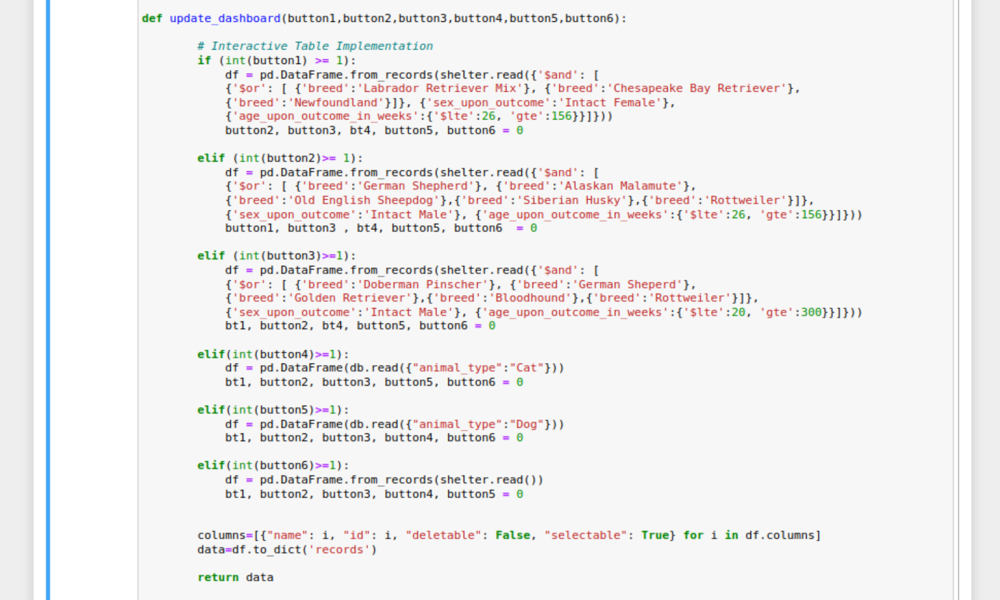 def update_dashboard(button1,button2,button3,button4,button5,button6):
# Interactive Table Implementation
if (int(button1) >= 1):
df = pd.DataFrame.from_records(shelter.read({'$and': [
{'$or': [ {'breed':'Labrador Retriever Mix'}, {'breed':'Chesapeake Bay Retriever'},
{'breed':'Newfoundland'}]}, {'sex_upon_outcome':'Intact Female'},
{'age_upon_outcome_in_weeks':{'$lte':26, 'gte':156}}]}))
button2, button3, bt4, button5, button6 = 0
elif (int(button2)>= 1):
df = pd.DataFrame.from_records(shelter.read({'$and': [
{'$or': [ {'breed':'German Shepherd'}, {'breed':'Alaskan Malamute'},
{'breed':'Old English Sheepdog'},{'breed':'Siberian Husky'},{'breed':'Rottweiler'}]},
{'sex_upon_outcome':'Intact Male'}, {'age_upon_outcome_in_weeks':{'$lte':26, 'gte':156}}]}))
button1, button3 , bt4, button5, button6  = 0
elif (int(button3)>=1):
df = pd.DataFrame.from_records(shelter.read({'$and': [
{'$or': [ {'breed':'Doberman Pinscher'}, {'breed':'German Sheperd'},
{'breed':'Golden Retriever'},{'breed':'Bloodhound'},{'breed':'Rottweiler'}]},
{'sex_upon_outcome':'Intact Male'}, {'age_upon_outcome_in_weeks':{'$lte':20, 'gte':300}}]}))
bt1, button2, bt4, button5, button6 = 0
elif(int(button4)>=1):
df = pd.DataFrame(db.read({"animal_type":"Cat"}))
bt1, button2, button3, button5, button6 = 0
elif(int(button5)>=1):
df = pd.DataFrame(db.read({"animal_type":"Dog"}))
bt1, button2, button3, button4, button6 = 0
elif(int(button6)>=1):
df = pd.DataFrame.from_records(shelter.read())
bt1, button2, button3, button4, button5 = 0
columns=[{"name": i, "id": i, "deletable": False, "selectable": True} for i in df.columns]
data=df.to_dict('records')
return data